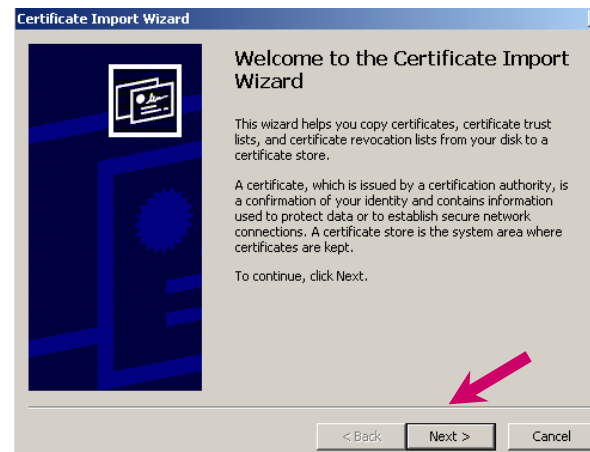 Certificate Import Wizard
Welcome to the Certificate Import
Wizard
This wizard helps you copy certificates, certificate trust
lists, and certificate revocation lists from your disk to a
certificate store.
A certificate, which is issued by a certification authority, is
a confirmation of your identity and contains information
used to protect data or to establish secure network
connections. A certificate store is the system area where
certificates are kept.
To continue, click Next.
< Back Next > Cancel